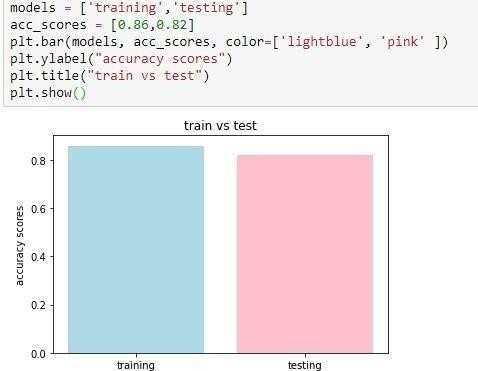 models = ['training','testing']
acc_scores = [0.86,0.82]
plt.bar(models, acc_scores, color=['lightblue', 'pink' ])
plt.ylabel("accuracy scores")
plt.title("train vs test")
plt.show()
train vs test
0.8
0.6
0.4
0.2
0.0
accuracy scores
training testing